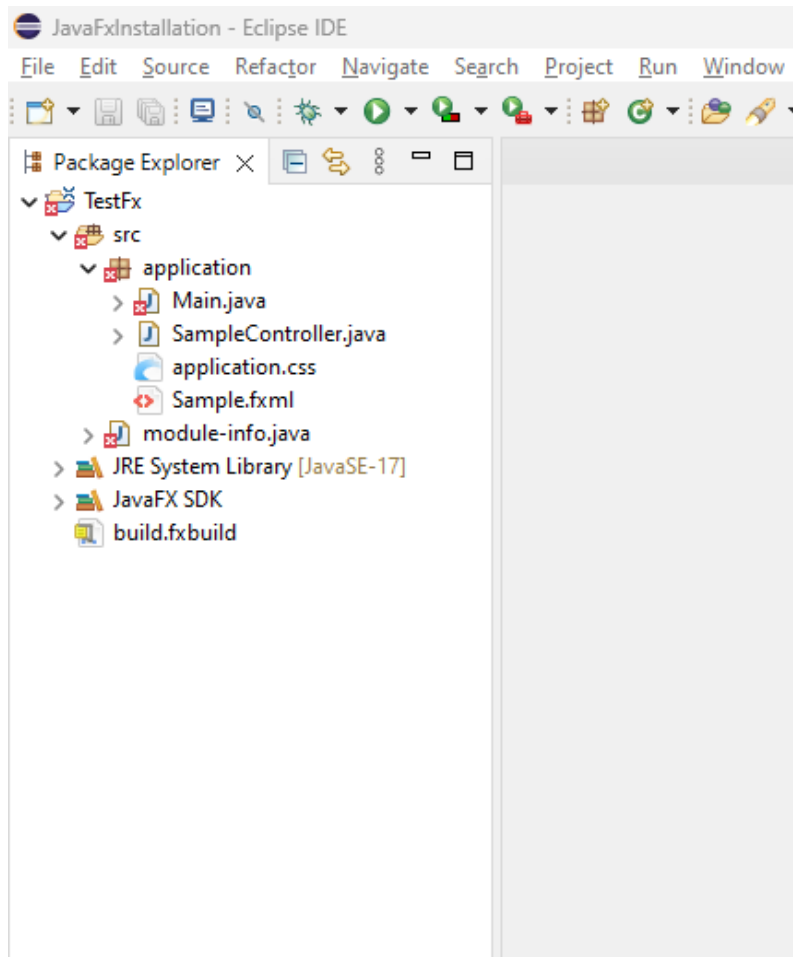 JavaFxInstallation - Eclipse IDE
File Edit Source Refactor Navigate Search Project Run Window
Package Explorer
TestFx
src
application
Main.java
SampleController.java
application.css
Sample.fxml
module-info.java
JRE System Library [JavaSE-17]
JavaFX SDK
build.fxbuild